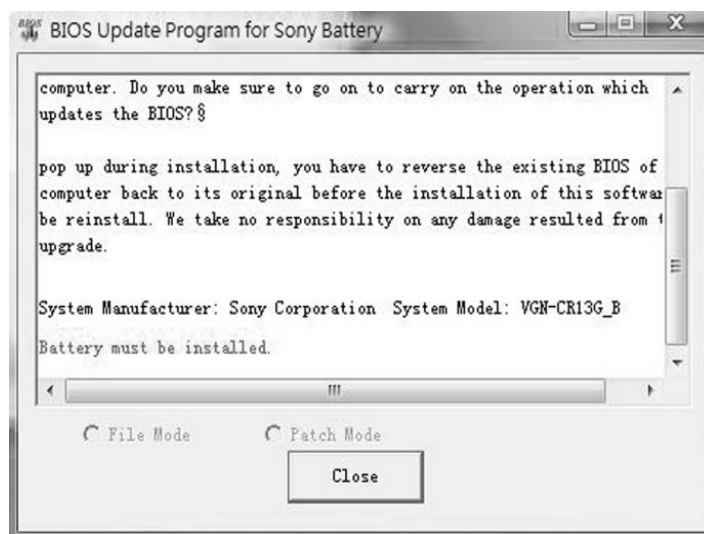 BIOS
BIOS Update Program for Sony Battery
computer. Do you make sure to go on to carry on the operation which
updates the BIOS?§
pop up during installation, you have to reverse the existing BIOS of
computer back to its original before the installation of this softwar
be reinstall. We take no responsibility on any damage resulted from t
upgrade.
System Manufacturer: Sony Corporation System Model: VGN-CR13G_B
Battery must be installed.
File Mode Patch Mode
Close